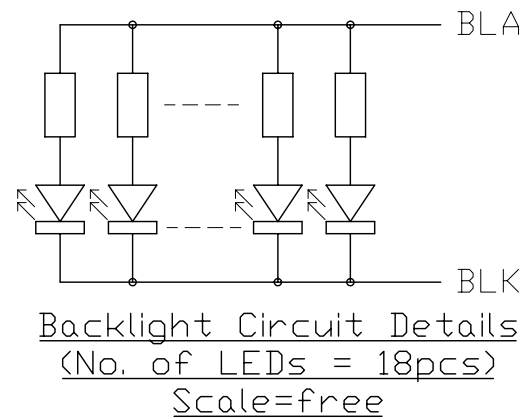 BLA
BLK
Backlight Circuit Details
(No. of LEDs = 18pcs)
Scale=free